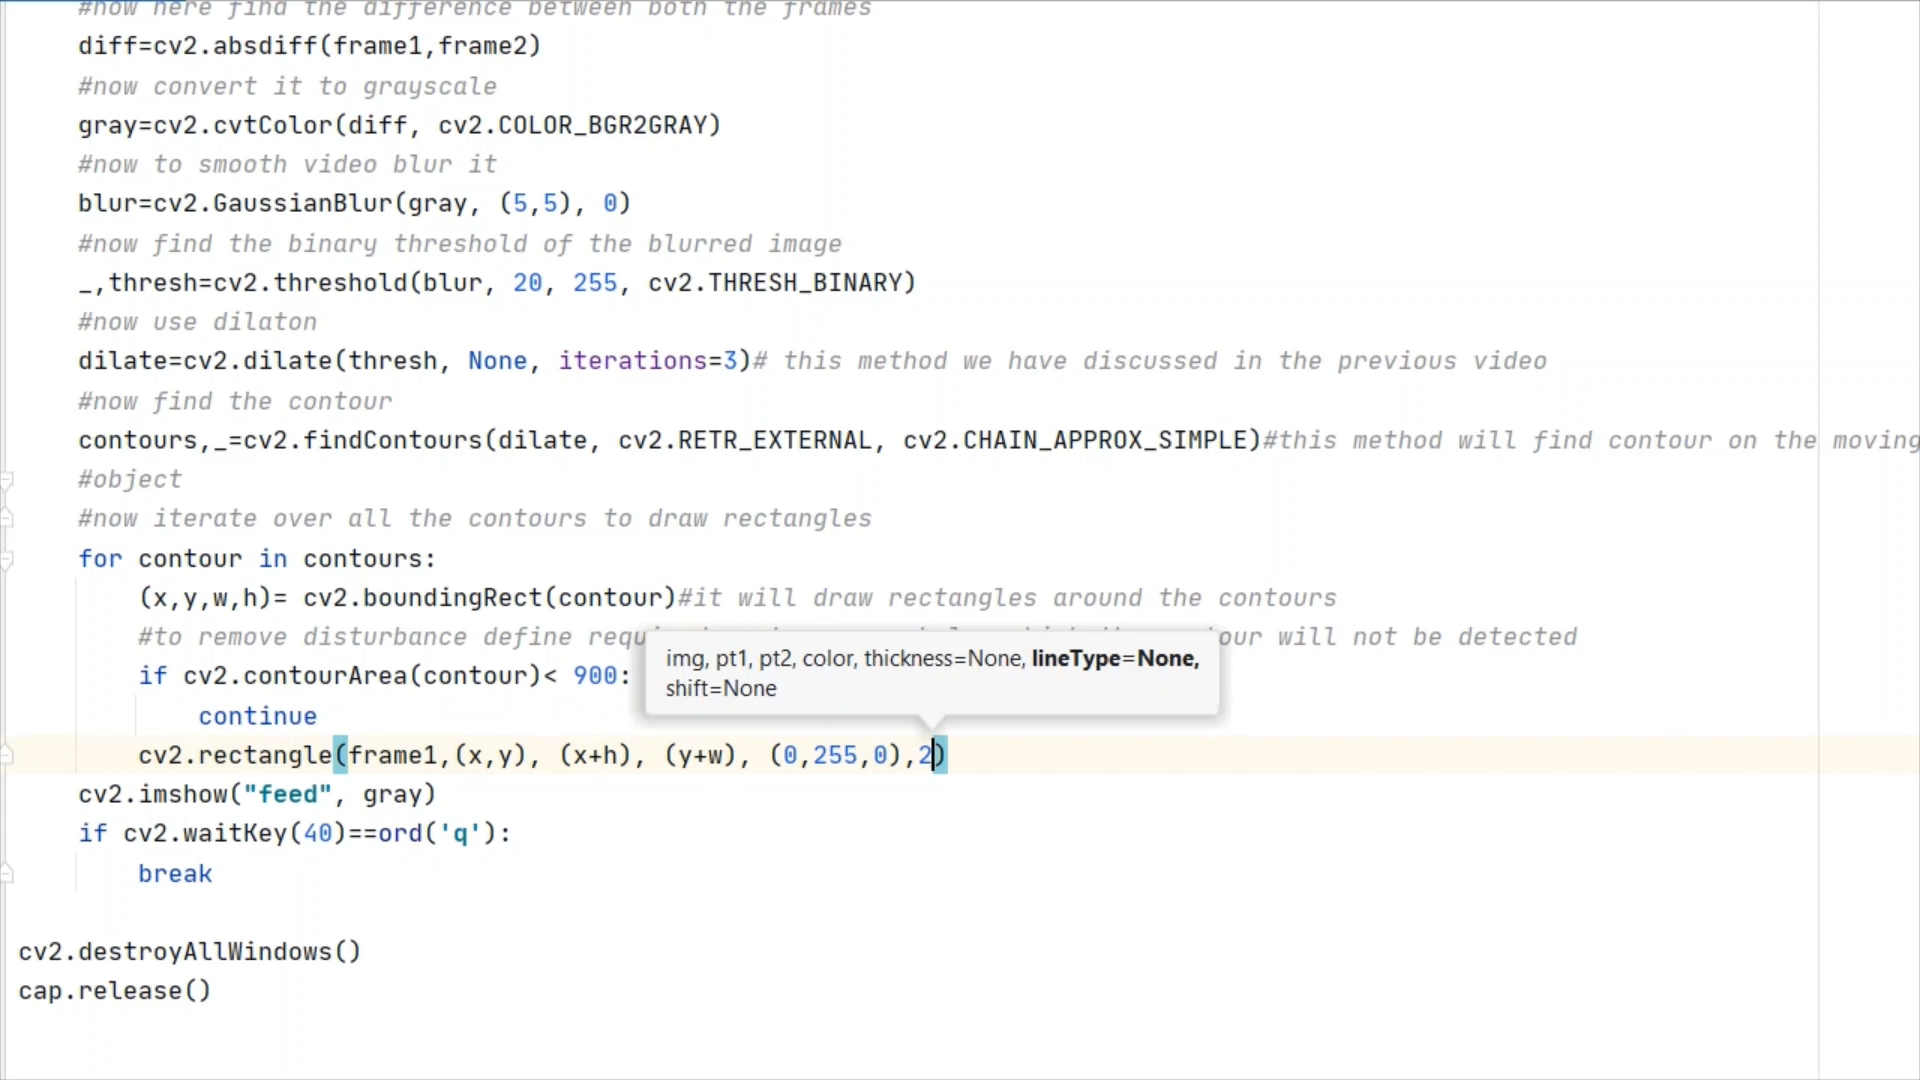 #now here find the difference between both the frames
diff=cv2.absdiff(frame1,frame2)
#now convert it to grayscale
gray=cv2.cvtColor(diff, cv2.COLOR_BGR2GRAY)
#now to smooth video blur it
blur=cv2.GaussianBlur(gray, (5,5), 0)
#now find the binary threshold of the blurred image
_,thresh=cv2.threshold(blur, 20, 255, cv2.THRESH_BINARY)
#now use dilaton
dilate=cv2.dilate(thresh, None, iterations=3)# this method we have discussed in the previous video
#now find the contour
contours,_=cv2.findContours(dilate, cv2.RETR_EXTERNAL, cv2.CHAIN_APPROX_SIMPLE)#this method will find contour on the moving
#object
#now iterate over all the contours to draw rectangles
for contour in contours:
(x,y,w,h)= cv2.boundingRect(contour)#it will draw rectangles around the contours
#to remove disturbance define will not be detected
img, pt1, pt2, color, thickness=None, lineType=None,
shift=None
if cv2.contourArea(contour)< 900:
continue
cv2.rectangle(frame1,(x,y), (x+h), (y+w), (0,255,0),2)
cv2.imshow("feed", gray)
if cv2.waitKey(40)==ord('q'):
break
cv2.destroyAllWindows()
cap.release()